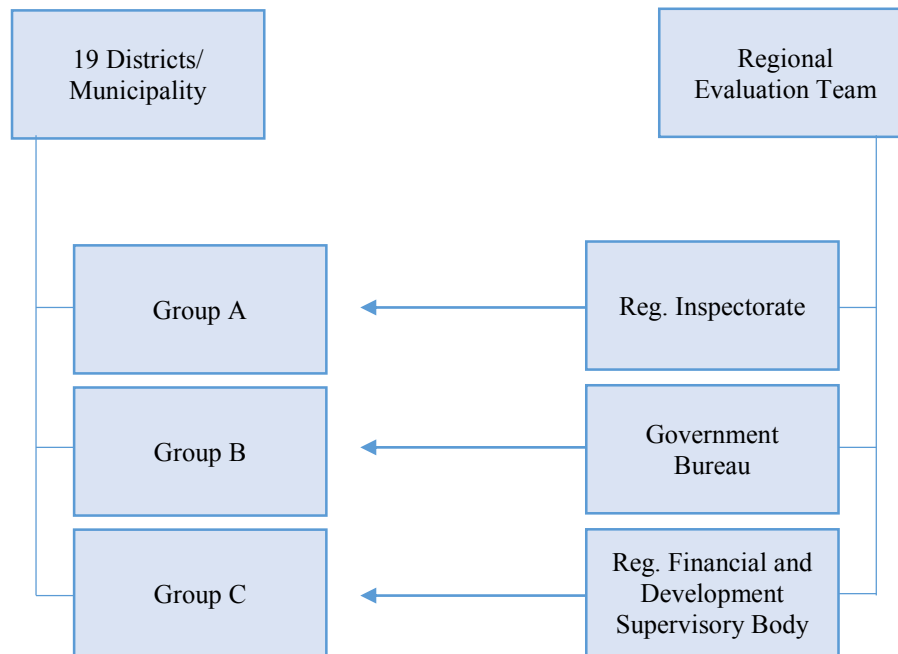 19 Districts/
Municipality
Regional
Evaluation Team
Group A
Reg. Inspectorate
Group B
Government
Bureau
Group C
Reg. Financial and
Development
Supervisory Body